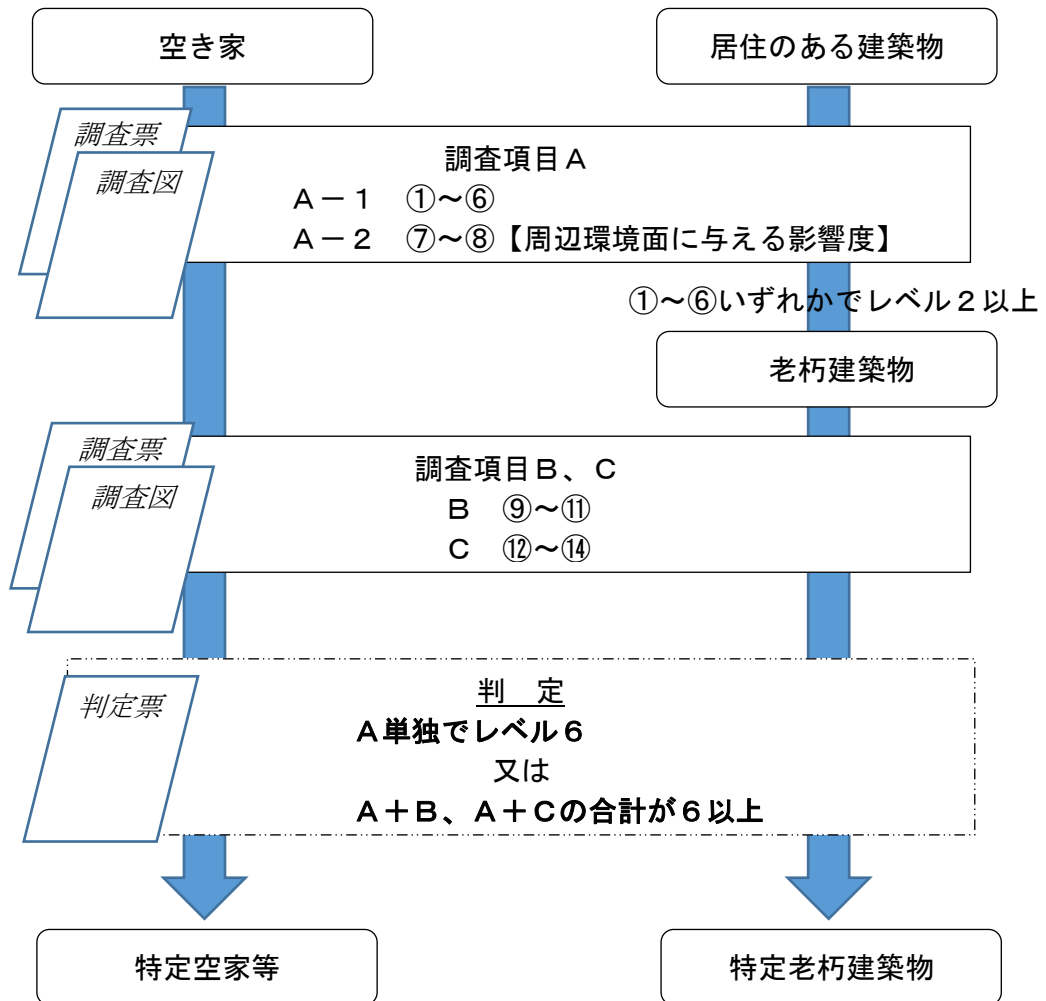 空き家
居住のある建築物
調査票
調査図
調査項目A
A－1 ①～⑥
A－2 ⑦～⑧【周辺環境面に与える影響度】
①～⑥いずれかでレベル2以上
老朽建築物
調査票
調査図
調査項目B、C
B ⑨～⑪
C ⑫～⑭
判定票
判 定
A単独でレベル6
又は
A＋B、A＋Cの合計が6以上
特定空家等
特定老朽建築物